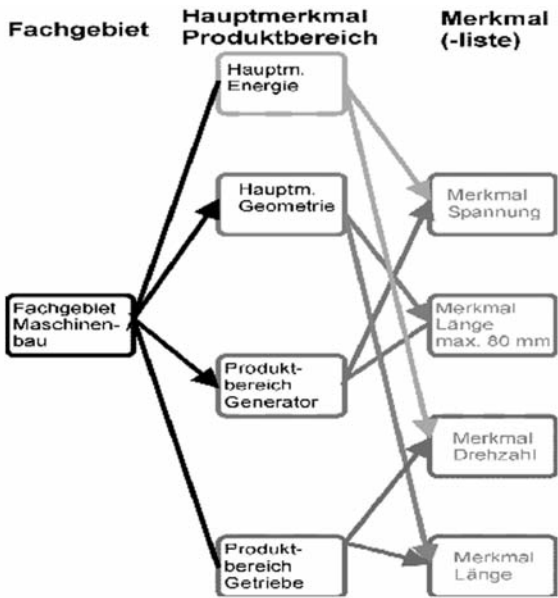 Fachgebiet
Hauptmerkmal
Produktbereich
Merkmal
(-liste)
Hauptm.
Energie
Hauptm.
Geometrie
Merkmal
Spannung
Fachgebiet
Maschinen-
bau
Merkmal
Länge
max. 80 mm
Produkt-
bereich
Generator
Merkmal
Drehzahl
Produkt-
bereich
Getriebe
Merkmal
Länge